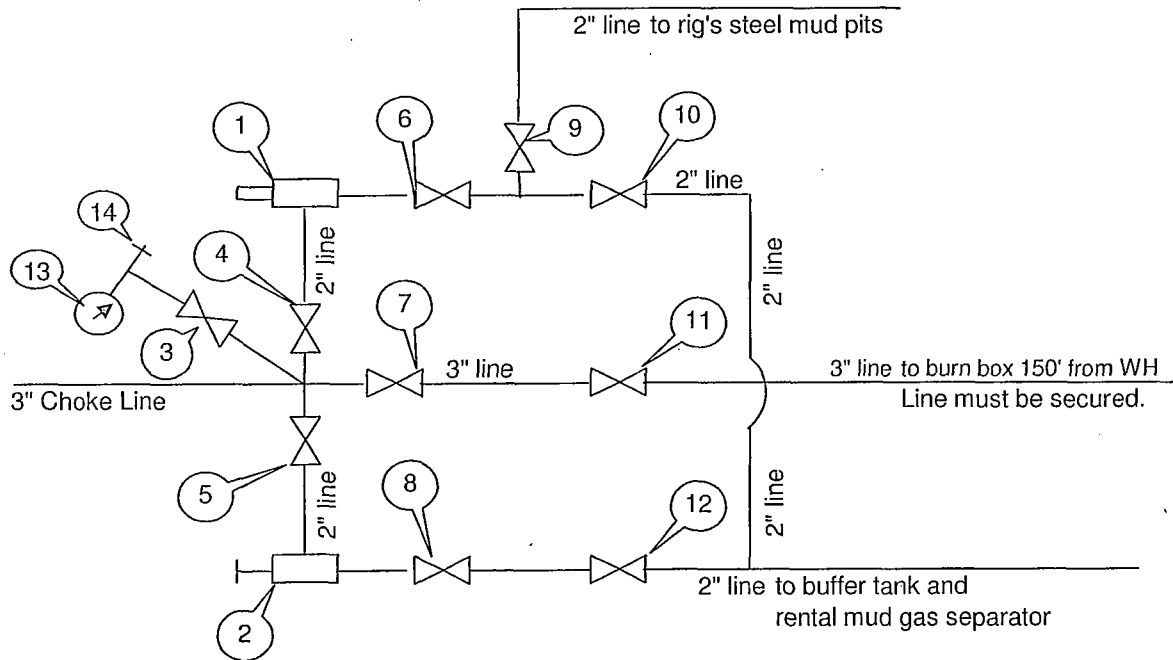 2" line to rig's steel mud pits
1
6
9
10
2" line
14
4
2" line
2" line
13
7
11
3
3" line
3" line to burn box 150' from WH
3" Choke Line
Line must be secured.
5
8
12
2" line
2" line
2" line to buffer tank and
rental mud gas separator
2